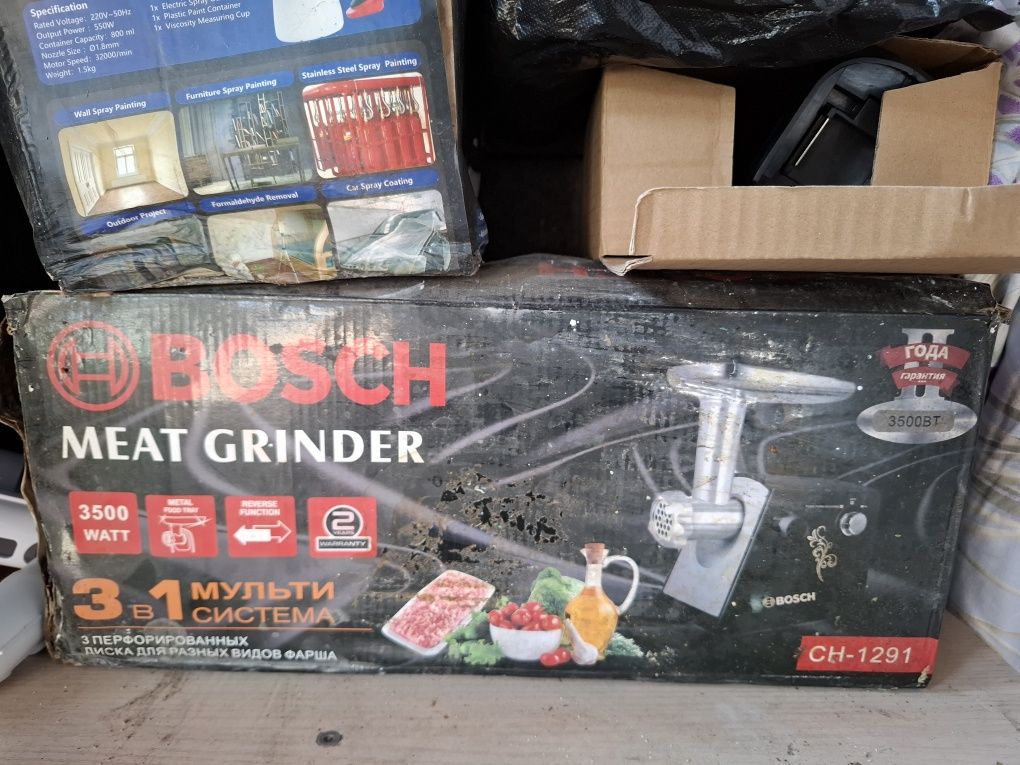 Specification
Rated Voltage: 220V~50Hz
Output Power : 550W
Container Capacity: 800 ml
Nozzle Size : Ø1.8mm
Motor Speed: 32000/min
Weight: 1.5kg
1x Electric Spray
1x Plastic Paint Container
1x Viscosity Measuring Cup
Wall Spray Painting
Furniture Spray Painting
Stainless Steel Spray Painting
Outdoor Project
Formaldehyde Removal
Car Spray Coating
BOSCH
MEAT GRINDER
3500
WATT
METAL
FOOD TRAY
REVERSE
FUNCTION
2
YEARS
WARRANTY
3 в 1 МУЛЬТИ
СИСТЕМА
3 ПЕРФОРИРОВАННЫХ
ДИСКА ДЛЯ РАЗНЫХ ВИДОВ ФАРША
II
ГОДА
гарантия
3500ВТ
BOSCH
CH-1291